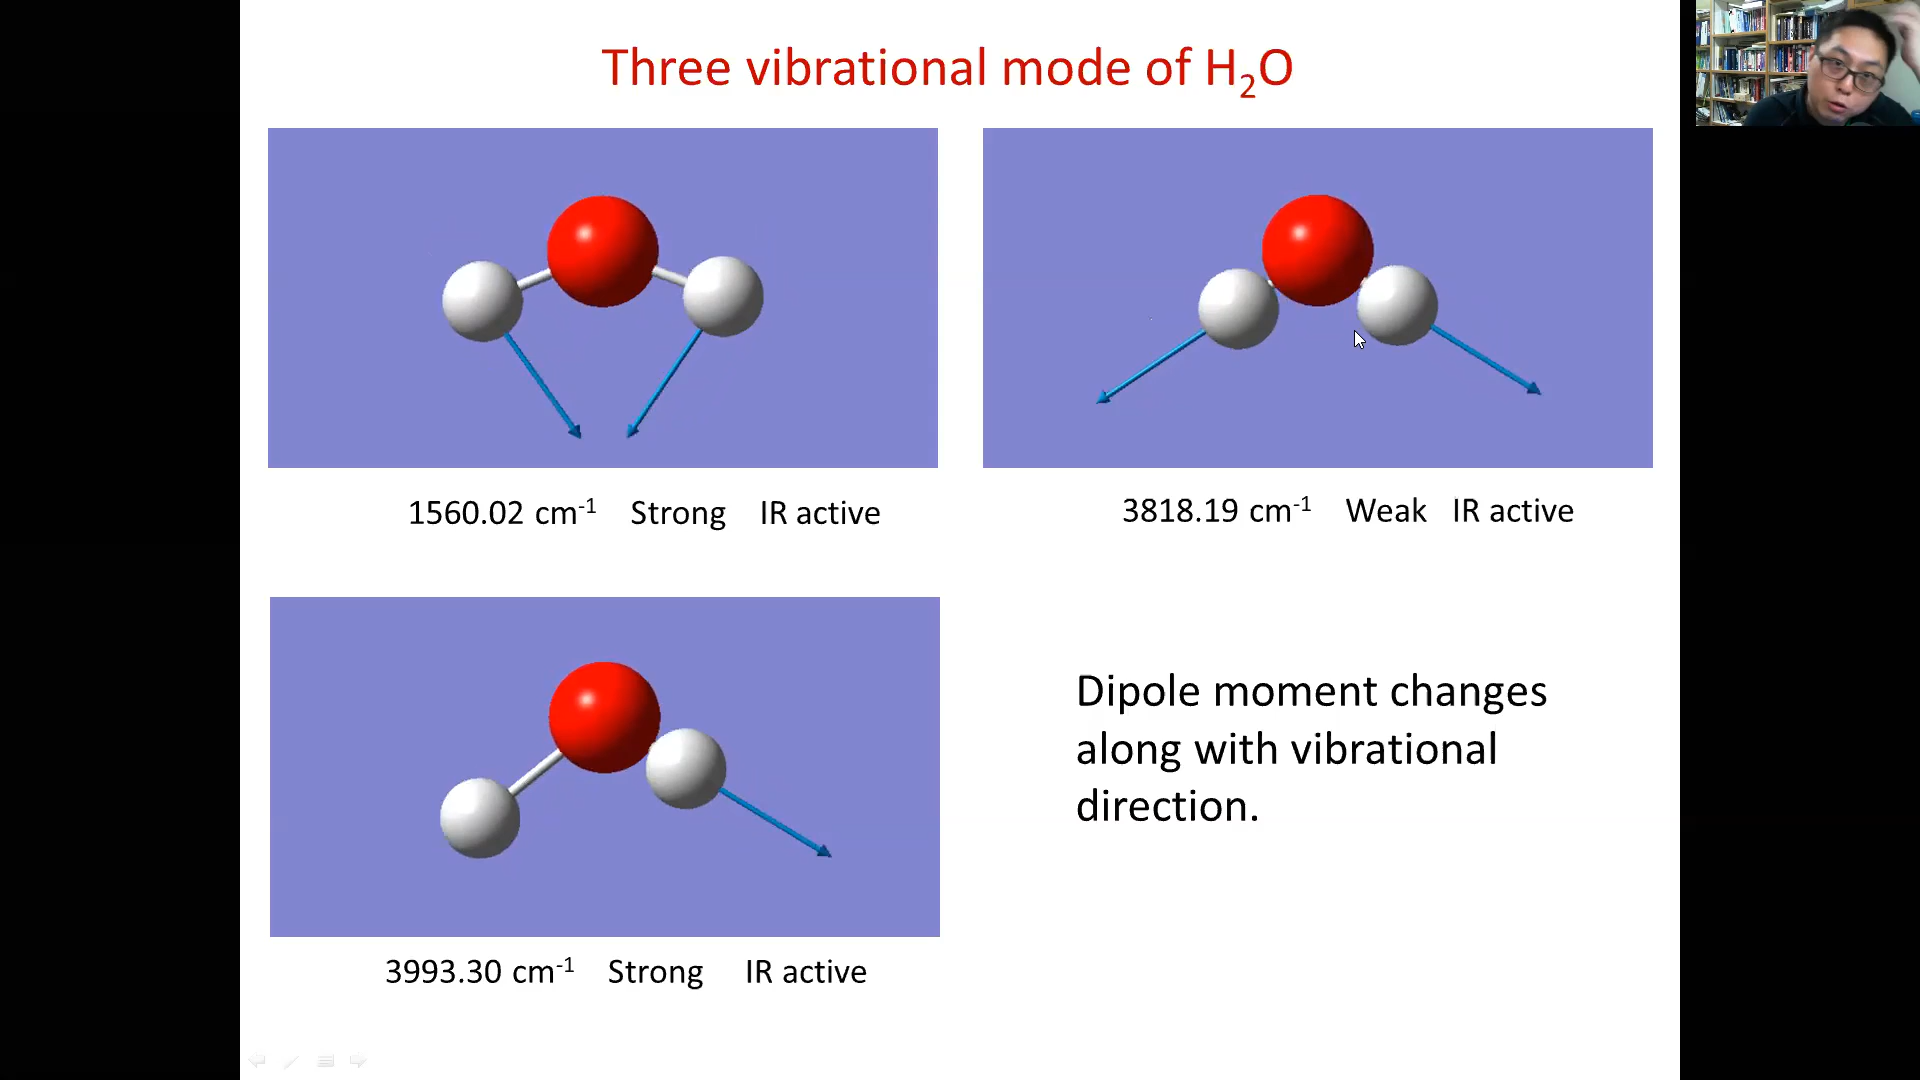 Three vibrational mode of H₂O
1560.02 cm⁻¹ Strong IR active
3818.19 cm⁻¹ Weak IR active
3993.30 cm⁻¹ Strong IR active
Dipole moment changes
along with vibrational
direction.